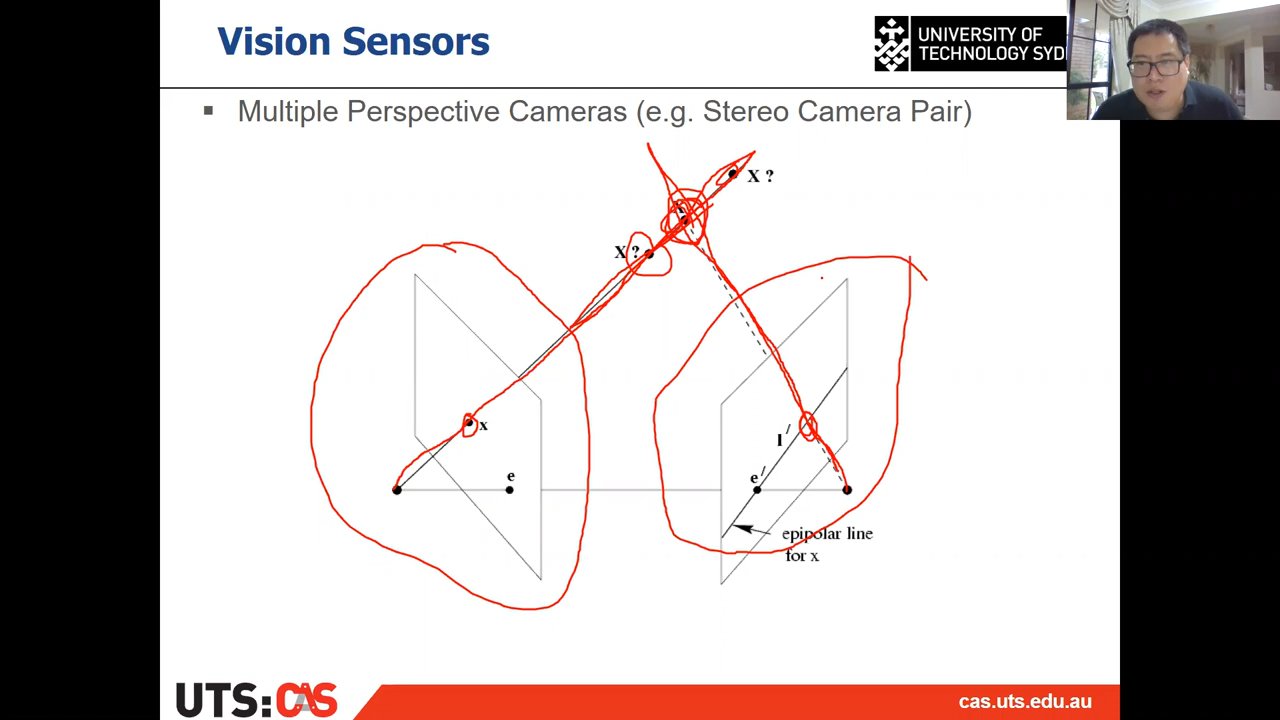 Vision Sensors
UNIVERSITY OF
TECHNOLOGY SYD
▪ Multiple Perspective Cameras (e.g. Stereo Camera Pair)
X ?
X ?
x
l′
e
e′
epipolar line
for x
UTS:CAS
cas.uts.edu.au